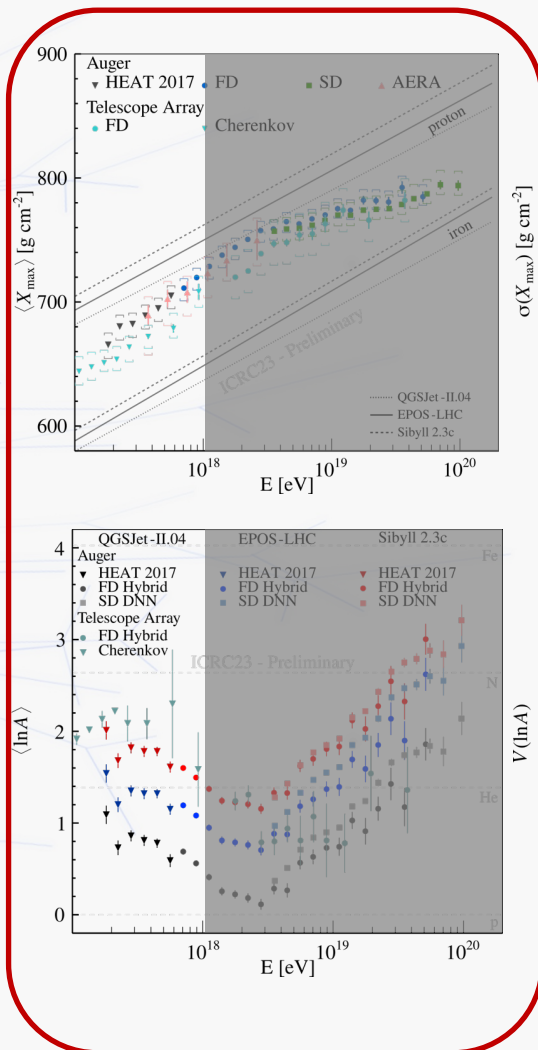 900
800
700
600
⟨Xmax⟩ [g cm⁻²]
Auger
HEAT 2017 FD SD AERA
Telescope Array
FD Cherenkov
proton
iron
ICRC23 - Preliminary
QGSJet-II.04
EPOS-LHC
Sibyll 2.3c
10¹⁸ 10¹⁹ 10²⁰
E [eV]
σ(Xmax) [g cm⁻²]
QGSJet-II.04 EPOS-LHC Sibyll 2.3c
Auger
HEAT 2017 HEAT 2017 HEAT 2017
FD Hybrid FD Hybrid FD Hybrid
SD DNN SD DNN SD DNN
Telescope Array
FD Hybrid
Cherenkov
ICRC23 - Preliminary
Fe
N
He
p
4
3
2
1
0
⟨lnA⟩
10¹⁸ 10¹⁹ 10²⁰
E [eV]
V(lnA)